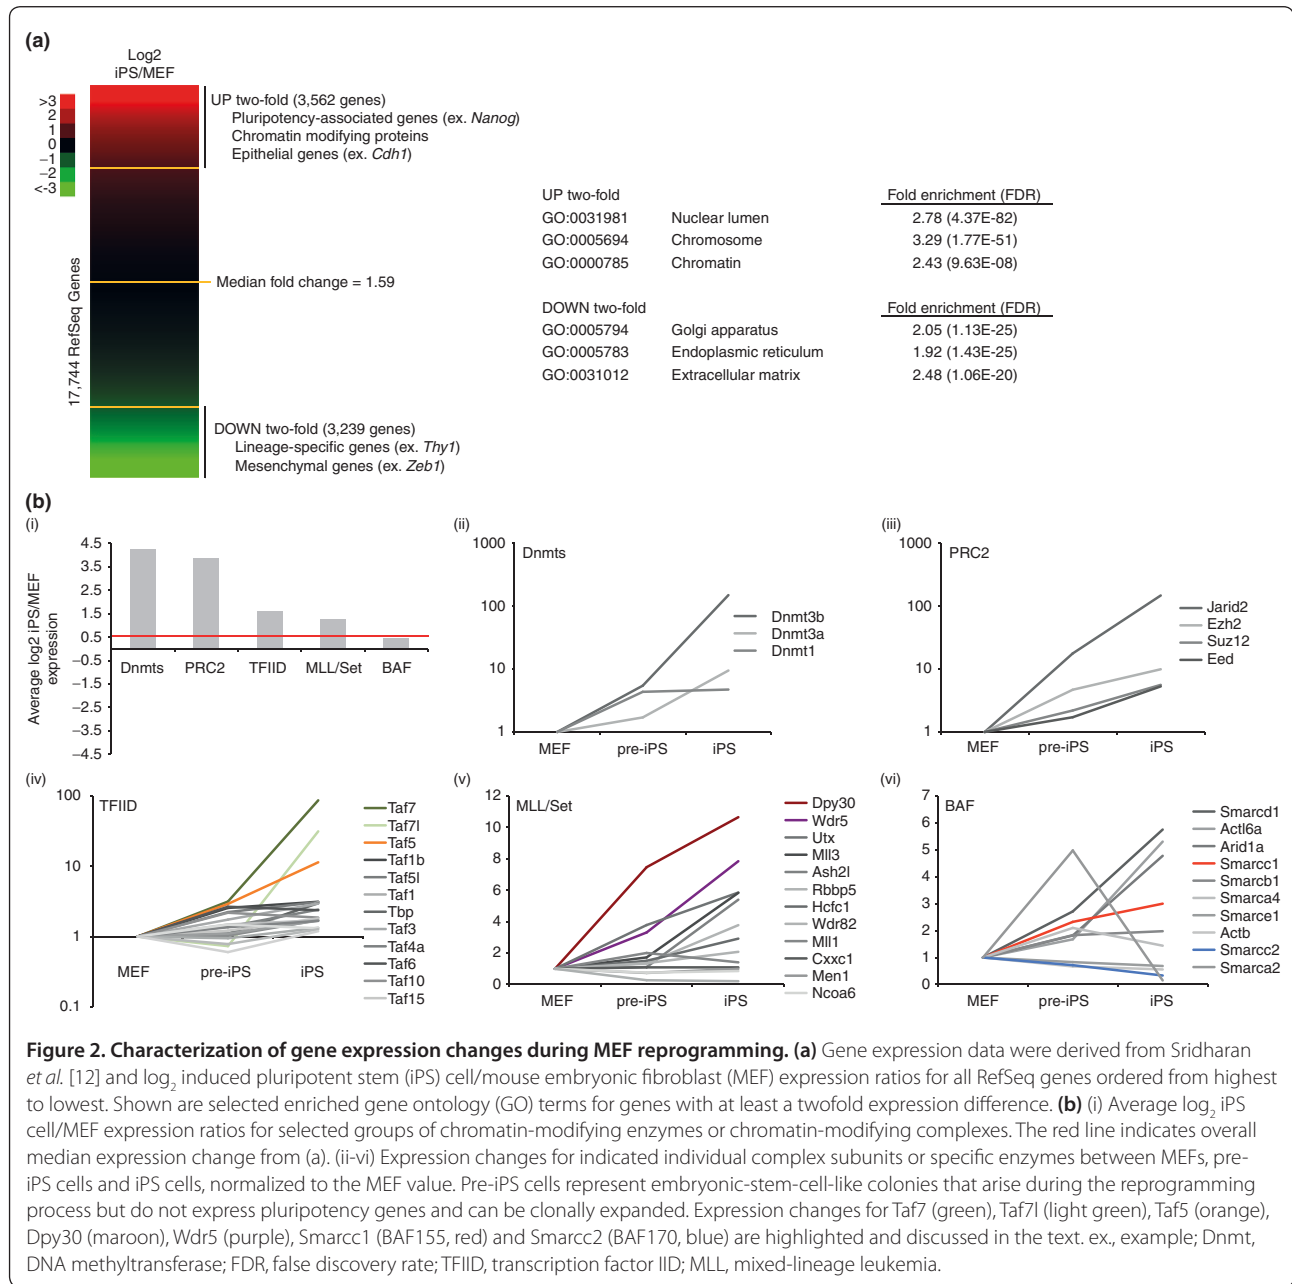 (a)
Log2
iPS/MEF
>3
2
1
0
−1
−2
<-3
17,744 RefSeq Genes
UP two-fold (3,562 genes)
Pluripotency-associated genes (ex. Nanog)
Chromatin modifying proteins
Epithelial genes (ex. Cdh1)
Median fold change = 1.59
DOWN two-fold (3,239 genes)
Lineage-specific genes (ex. Thy1)
Mesenchymal genes (ex. Zeb1)
UP two-fold Fold enrichment (FDR)
GO:0031981 Nuclear lumen 2.78 (4.37E-82)
GO:0005694 Chromosome 3.29 (1.77E-51)
GO:0000785 Chromatin 2.43 (9.63E-08)
DOWN two-fold Fold enrichment (FDR)
GO:0005794 Golgi apparatus 2.05 (1.13E-25)
GO:0005783 Endoplasmic reticulum 1.92 (1.43E-25)
GO:0031012 Extracellular matrix 2.48 (1.06E-20)
(b)
(i)
Average log2 iPS/MEF
expression
4.5
3.5
2.5
1.5
0.5
−0.5
−1.5
−2.5
−3.5
−4.5
Dnmts PRC2 TFIID MLL/Set BAF
(ii)
Dnmts
1000
100
10
1
MEF pre-iPS iPS
Dnmt3b
Dnmt3a
Dnmt1
(iii)
PRC2
1000
100
10
1
MEF pre-iPS iPS
Jarid2
Ezh2
Suz12
Eed
(iv)
TFIID
100
10
1
0.1
MEF pre-iPS iPS
Taf7
Taf7l
Taf5
Taf1b
Taf5l
Taf1
Tbp
Taf3
Taf4a
Taf6
Taf10
Taf15
(v)
MLL/Set
12
10
8
6
4
2
0
MEF pre-iPS iPS
Dpy30
Wdr5
Utx
Mll3
Ash2l
Rbbp5
Hcfc1
Wdr82
Mll1
Cxxc1
Men1
Ncoa6
(vi)
BAF
7
6
5
4
3
2
1
0
MEF pre-iPS iPS
Smarcd1
Actl6a
Arid1a
Smarcc1
Smarcb1
Smarca4
Smarce1
Actb
Smarcc2
Smarca2
Figure 2. Characterization of gene expression changes during MEF reprogramming. (a) Gene expression data were derived from Sridharan
et al. [12] and log2 induced pluripotent stem (iPS) cell/mouse embryonic fibroblast (MEF) expression ratios for all RefSeq genes ordered from highest
to lowest. Shown are selected enriched gene ontology (GO) terms for genes with at least a twofold expression difference. (b) (i) Average log2 iPS
cell/MEF expression ratios for selected groups of chromatin-modifying enzymes or chromatin-modifying complexes. The red line indicates overall
median expression change from (a). (ii-vi) Expression changes for indicated individual complex subunits or specific enzymes between MEFs, pre-
iPS cells and iPS cells, normalized to the MEF value. Pre-iPS cells represent embryonic-stem-cell-like colonies that arise during the reprogramming
process but do not express pluripotency genes and can be clonally expanded. Expression changes for Taf7 (green), Taf7l (light green), Taf5 (orange),
Dpy30 (maroon), Wdr5 (purple), Smarcc1 (BAF155, red) and Smarcc2 (BAF170, blue) are highlighted and discussed in the text. ex., example; Dnmt,
DNA methyltransferase; FDR, false discovery rate; TFIID, transcription factor IID; MLL, mixed-lineage leukemia.